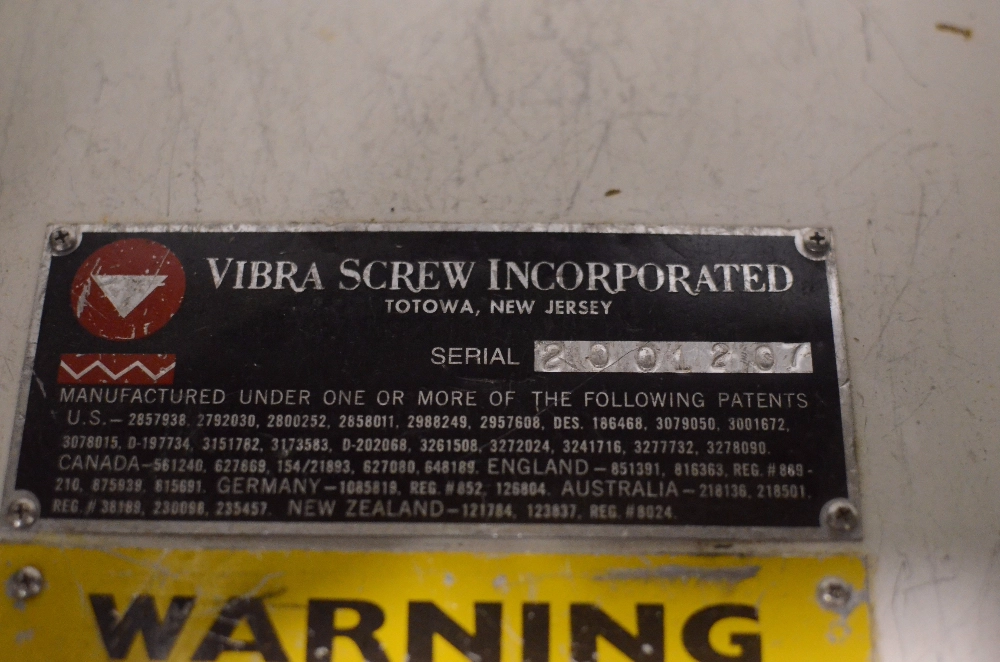 VIBRA SCREW INCORPORATED
TOTOWA, NEW JERSEY
SERIAL 2001267
MANUFACTURED UNDER ONE OR MORE OF THE FOLLOWING PATENTS
U.S.— 2857938, 2792030, 2800252, 2858011, 2988249, 2957608, DES. 186468, 3079050, 3001672,
3078015, D-197734, 3151782, 3173583, D-202068, 3261508, 3272024, 3241716, 3277732, 3278090.
CANADA—561240, 627869, 154/21893, 627080, 648189. ENGLAND—851391, 816363, REG. #869-
210, 875939, 815691. GERMANY—1085819, REG. #852, 126804. AUSTRALIA—218136, 218501,
REG. # 38189, 230098, 235457. NEW ZEALAND—121784, 123837, REG. #8024.
WARNING